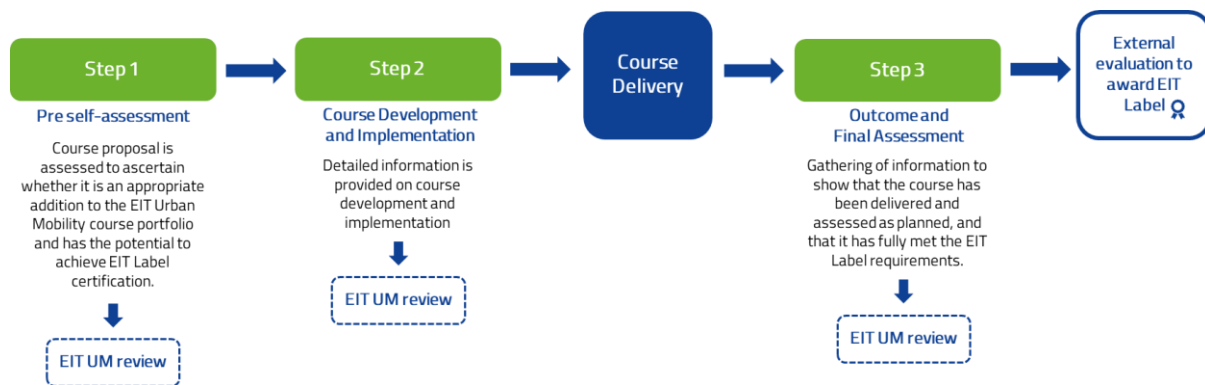 Step 1
Pre self-assessment
Course proposal is
assessed to ascertain
whether it is an appropriate
addition to the EIT Urban
Mobility course portfolio
and has the potential to
achieve EIT Label
certification.
EIT UM review
Step 2
Course Development
and Implementation
Detailed information is
provided on course
development and
implementation
EIT UM review
Course
Delivery
Step 3
Outcome and
Final Assessment
Gathering of information to
show that the course has
been delivered and
assessed as planned, and
that it has fully met the EIT
Label requirements.
EIT UM review
External
evaluation to
award EIT
Label